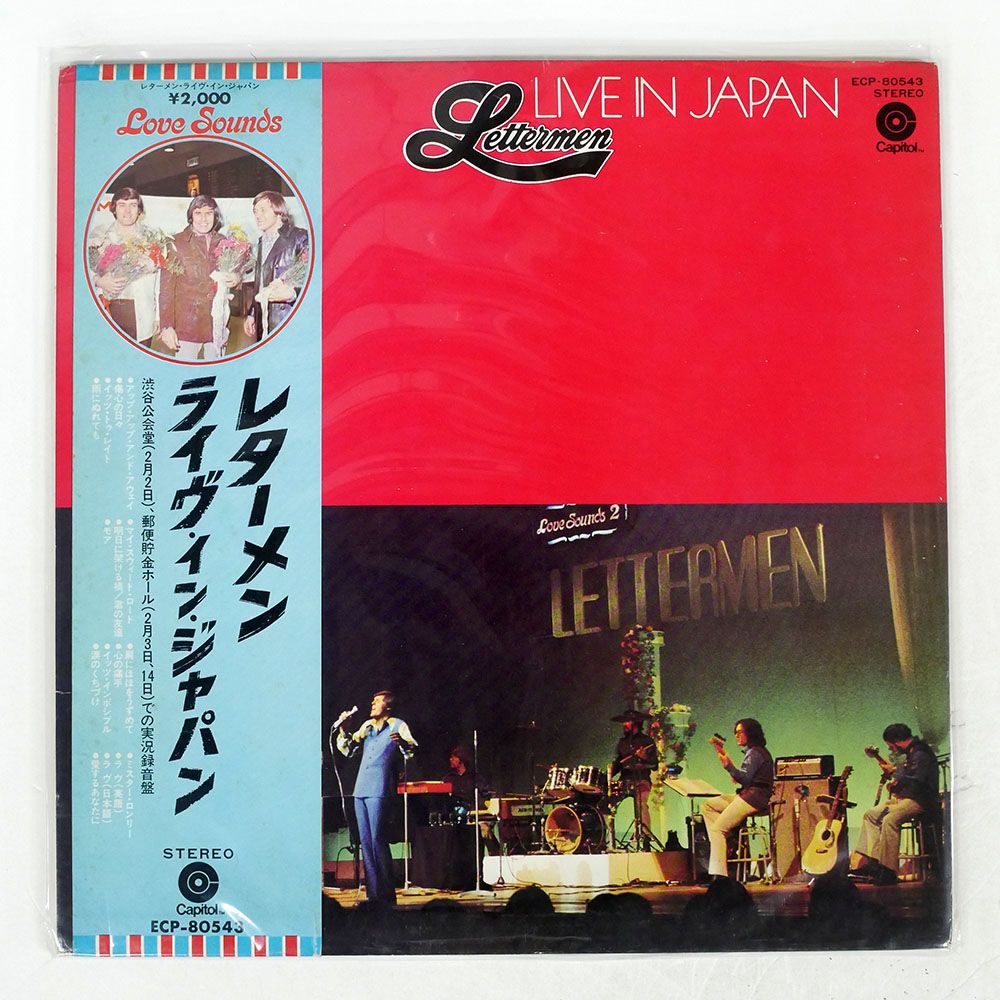 レターメン・ライヴ・イン・ジャパン
¥2,000
Love Sounds
レターメン
ライヴ・イン・ジャパン
渋谷公会堂(2月2日)、郵便貯金ホール(2月3日、14日)での実況録音盤
●アップ・アップ・アンド・アウェイ
●傷心の日々
●イッツ・トゥ・レイト
●雨にぬれても
●マイ・スウィート・ロード
●明日に架ける橋/君の友達
●モア
●肩にほほをうずめて
●心の痛手
●イッツ・インポシブル
●涙のくちづけ
●ミスター・ロンリー
●ラヴ(英語)
●ラヴ(日本語)
●愛するあなたに
STEREO
Capitol
ECP-80543
Lettermen
LIVE IN JAPAN
ECP-80543
STEREO
Capitol™
Love Sounds 2
LETTERMEN